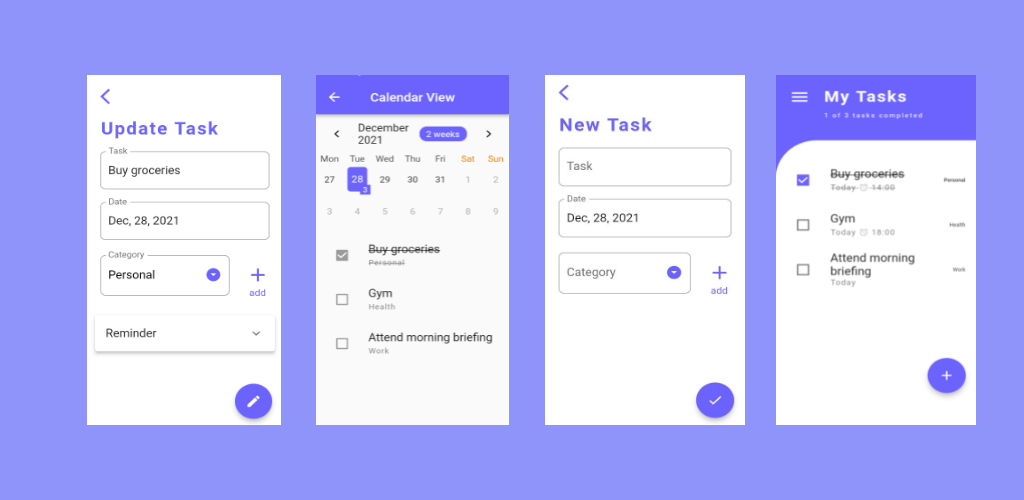 Update Task
Task
Buy groceries
Date
Dec, 28, 2021
Category
Personal
add
Reminder
Calendar View
December
2021
2 weeks
Mon Tue Wed Thu Fri Sat Sun
27 28 29 30 31 1 2
3
3 4 5 6 7 8 9
Buy groceries
Personal
Gym
Health
Attend morning briefing
Work
New Task
Task
Date
Dec, 28, 2021
Category
add
My Tasks
1 of 3 tasks completed
Buy groceries
Personal
Today 14:00
Gym
Health
Today 18:00
Attend morning
briefing
Work
Today